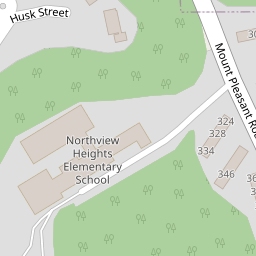 Husk Street
Mount Pleasant Ro
324
328
334
346
Northview
Heights
Elementary
School